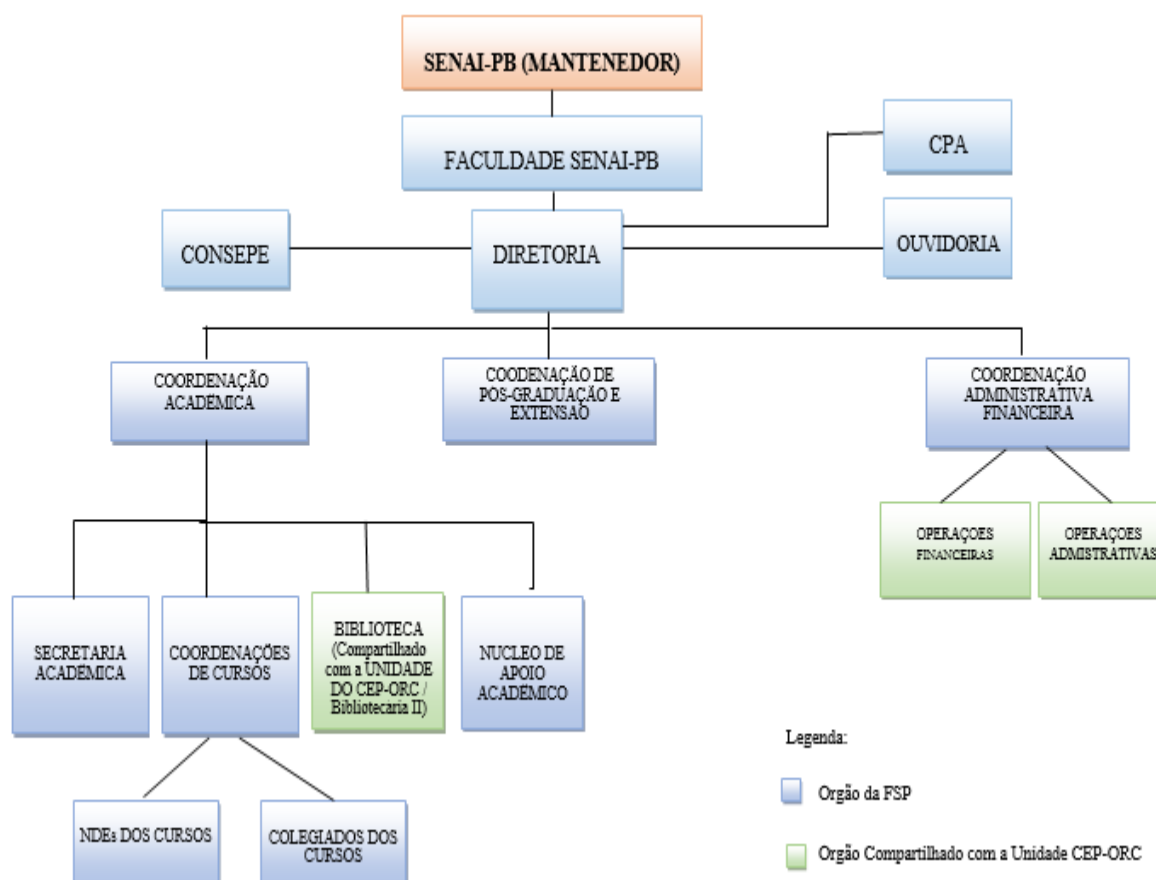 SENAI-PB (MANTENEDOR)
FACULDADE SENAI-PB
CPA
CONSEPE
DIRETORIA
OUVIDORIA
COORDENAÇÃO
ACADÊMICA
COODENAÇÃO DE
PÓS-GRADUAÇÃO E
EXTENSÃO
COORDENAÇÃO
ADMINISTRATIVA
FINANCEIRA
OPERAÇOES
FINANCEIRAS
OPERAÇOES
ADMISTRATIVAS
SECRETARIA
ACADÊMICA
COORDENAÇÕES
DE CURSOS
BIBLIOTECA
(Compartilhado
com a UNIDADE
DO CEP-ORC /
Bibliotecária II)
NUCLEO DE
APOIO
ACADÊMICO
NDEs DOS CURSOS
COLEGIADOS DOS
CURSOS
Legenda:
Orgão da FSP
Orgão Compartilhado com a Unidade CEP-ORC